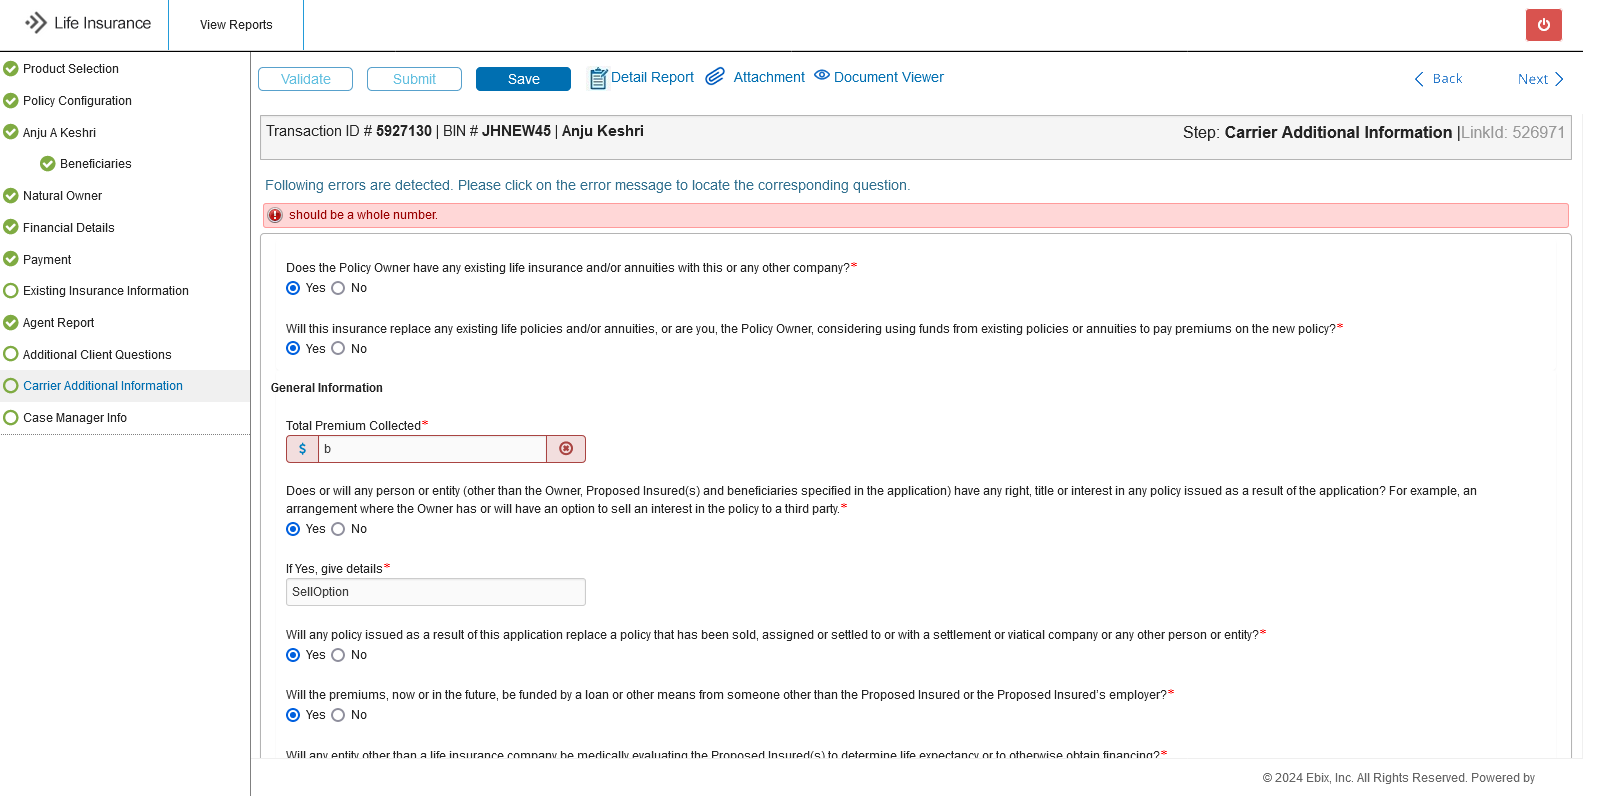 Life Insurance
View Reports
Product Selection
Policy Configuration
Anju A Keshri
Beneficiaries
Natural Owner
Financial Details
Payment
Existing Insurance Information
Agent Report
Additional Client Questions
Carrier Additional Information
Case Manager Info
Validate
Submit
Save
Detail Report
Attachment
Document Viewer
Back
Next
Transaction ID # 5927130 | BIN # JHNEW45 | Anju Keshri
Step: Carrier Additional Information |LinkId: 526971
Following errors are detected. Please click on the error message to locate the corresponding question.
should be a whole number.
Does the Policy Owner have any existing life insurance and/or annuities with this or any other company?*
Yes No
Will this insurance replace any existing life policies and/or annuities, or are you, the Policy Owner, considering using funds from existing policies or annuities to pay premiums on the new policy?*
Yes No
General Information
Total Premium Collected*
$ b
Does or will any person or entity (other than the Owner, Proposed Insured(s) and beneficiaries specified in the application) have any right, title or interest in any policy issued as a result of the application? For example, an
arrangement where the Owner has or will have an option to sell an interest in the policy to a third party.*
Yes No
If Yes, give details*
SellOption
Will any policy issued as a result of this application replace a policy that has been sold, assigned or settled to or with a settlement or viatical company or any other person or entity?*
Yes No
Will the premiums, now or in the future, be funded by a loan or other means from someone other than the Proposed Insured or the Proposed Insured's employer?*
Yes No
Will any entity other than a life insurance company be medically evaluating the Proposed Insured(s) to determine life expectancy or to otherwise obtain financing?*
© 2024 Ebix, Inc. All Rights Reserved. Powered by